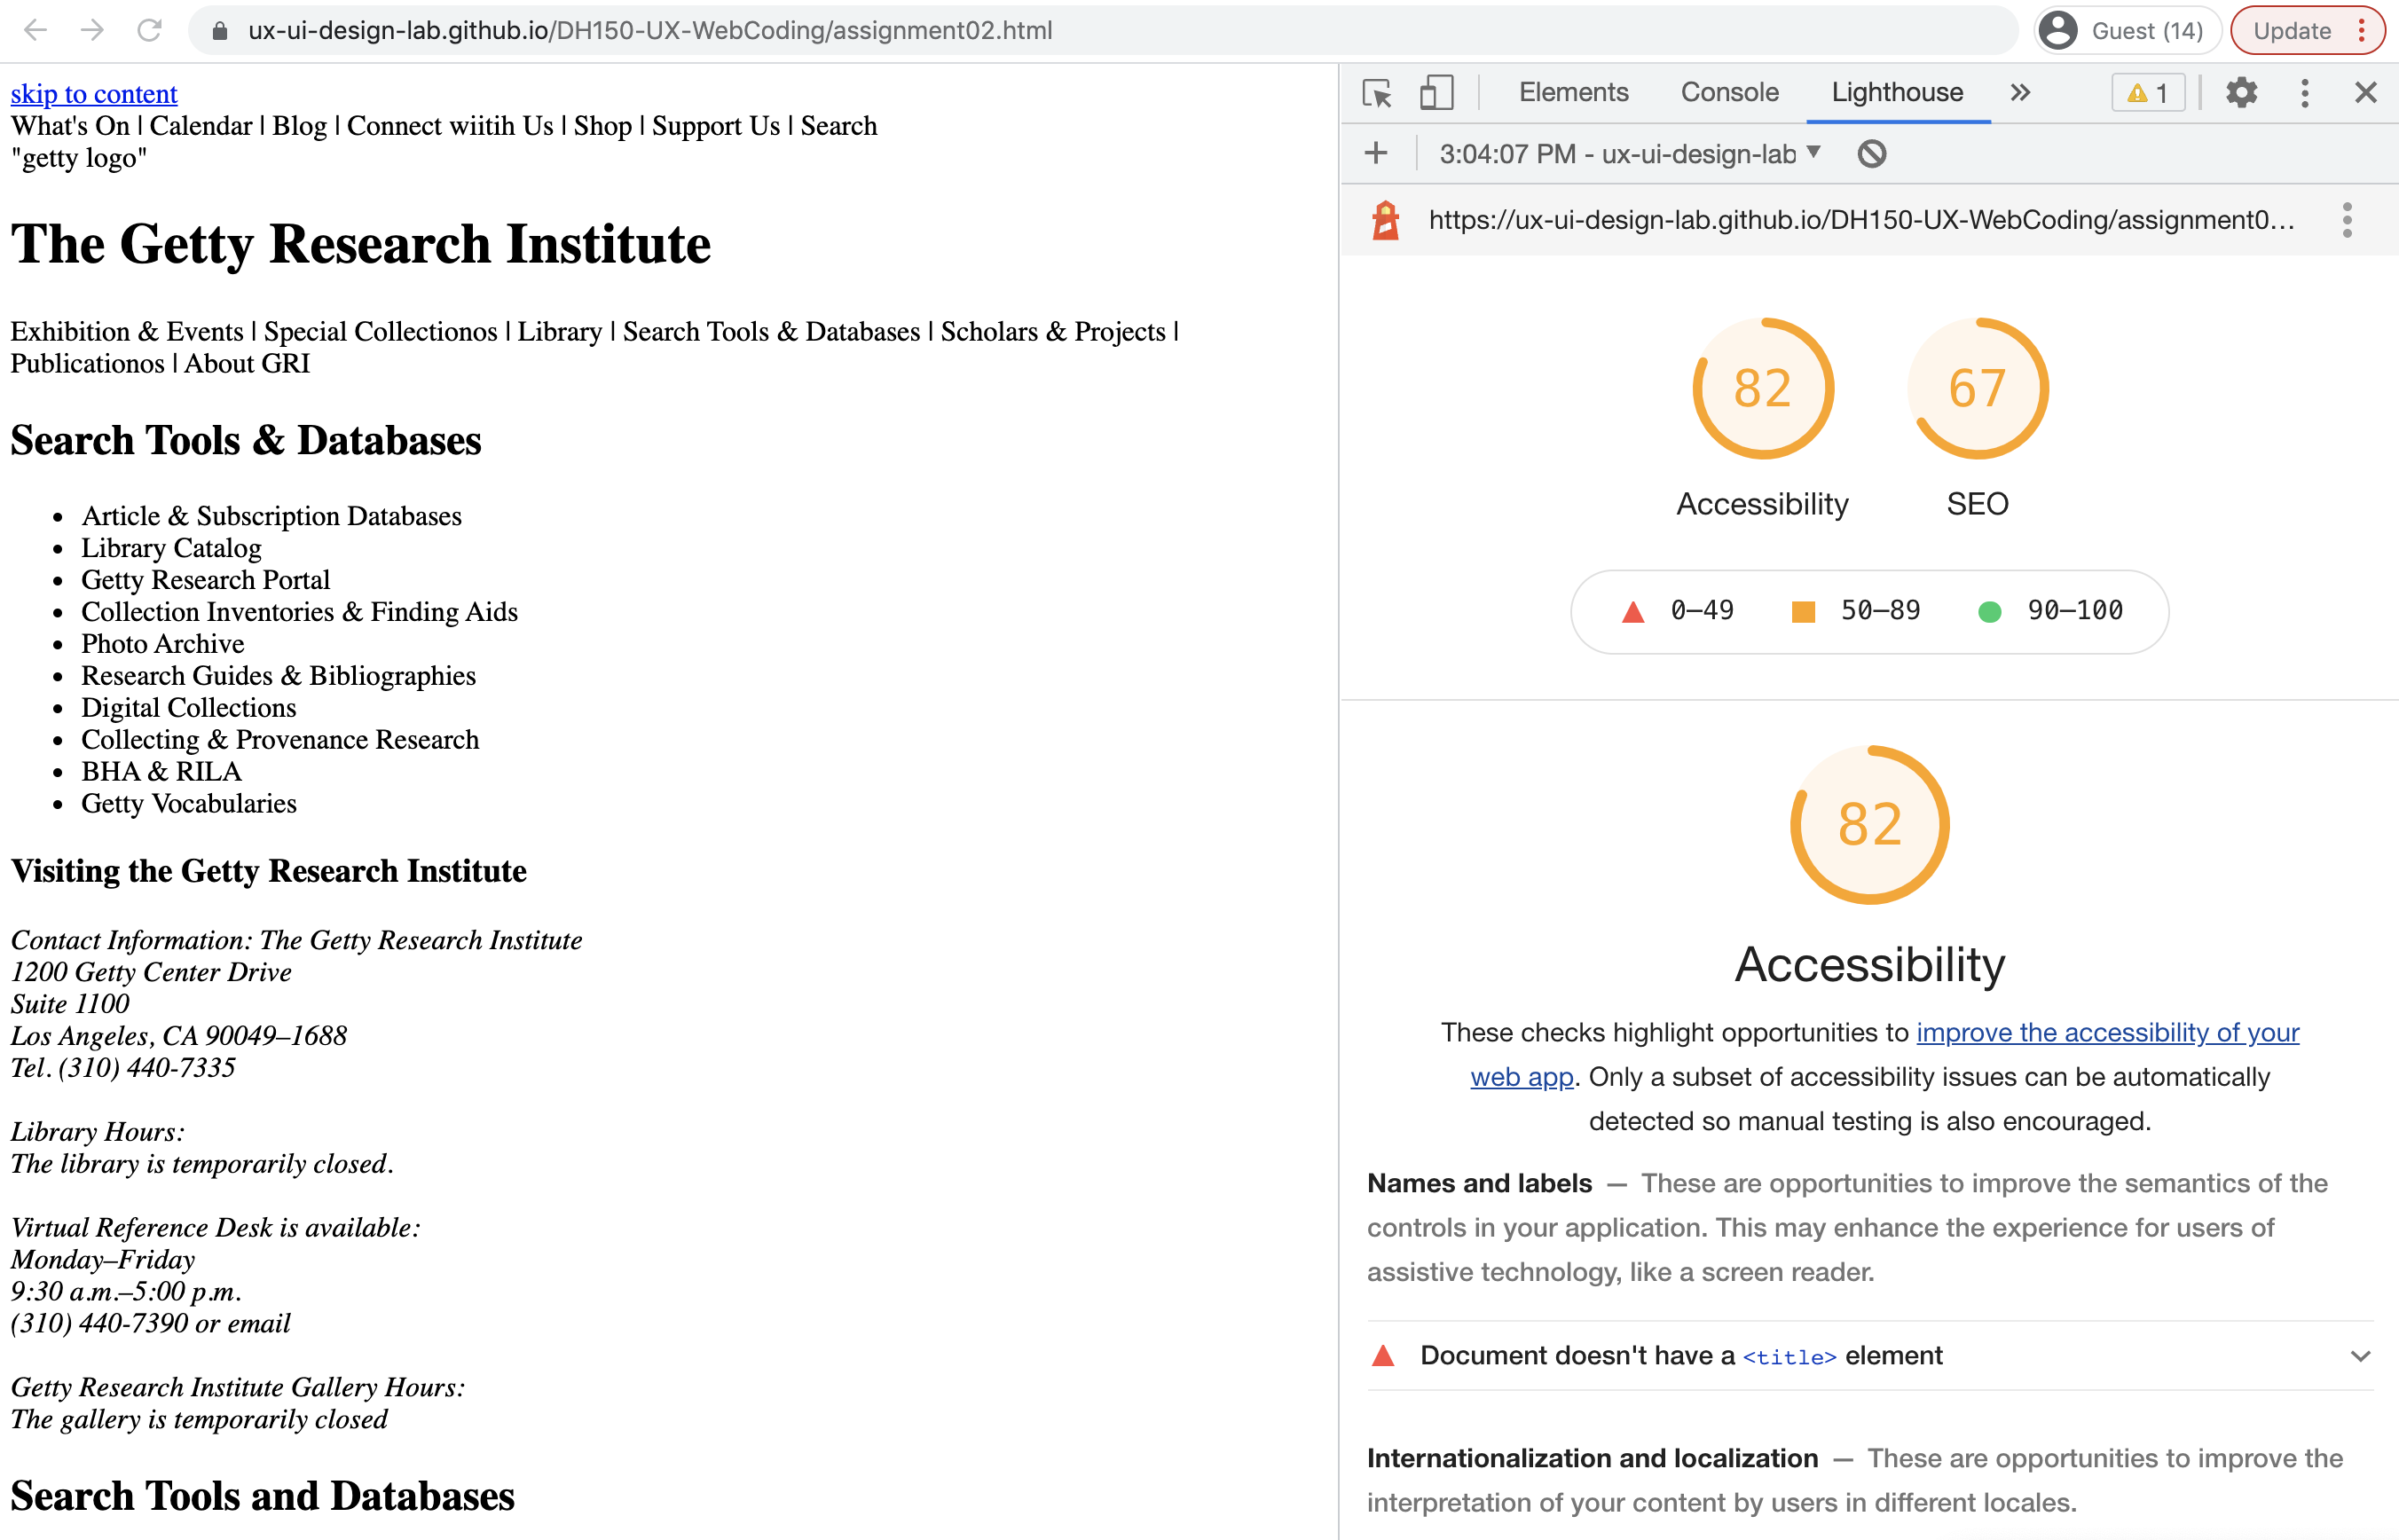 ux-ui-design-lab.github.io/DH150-UX-WebCoding/assignment02.html
Guest (14)
Update
skip to content
What's On | Calendar | Blog | Connect wiitih Us | Shop | Support Us | Search
"getty logo"
The Getty Research Institute
Exhibition & Events | Special Collectionos | Library | Search Tools & Databases | Scholars & Projects |
Publicationos | About GRI
Search Tools & Databases
• Article & Subscription Databases
• Library Catalog
• Getty Research Portal
• Collection Inventories & Finding Aids
• Photo Archive
• Research Guides & Bibliographies
• Digital Collections
• Collecting & Provenance Research
• BHA & RILA
• Getty Vocabularies
Visiting the Getty Research Institute
Contact Information: The Getty Research Institute
1200 Getty Center Drive
Suite 1100
Los Angeles, CA 90049–1688
Tel. (310) 440-7335
Library Hours:
The library is temporarily closed.
Virtual Reference Desk is available:
Monday–Friday
9:30 a.m.–5:00 p.m.
(310) 440-7390 or email
Getty Research Institute Gallery Hours:
The gallery is temporarily closed
Search Tools and Databases
Elements
Console
Lighthouse
1
3:04:07 PM - ux-ui-design-lab
https://ux-ui-design-lab.github.io/DH150-UX-WebCoding/assignment0...
82
67
Accessibility
SEO
0–49
50–89
90–100
82
Accessibility
These checks highlight opportunities to improve the accessibility of your
web app. Only a subset of accessibility issues can be automatically
detected so manual testing is also encouraged.
Names and labels — These are opportunities to improve the semantics of the
controls in your application. This may enhance the experience for users of
assistive technology, like a screen reader.
Document doesn't have a <title> element
Internationalization and localization — These are opportunities to improve the
interpretation of your content by users in different locales.